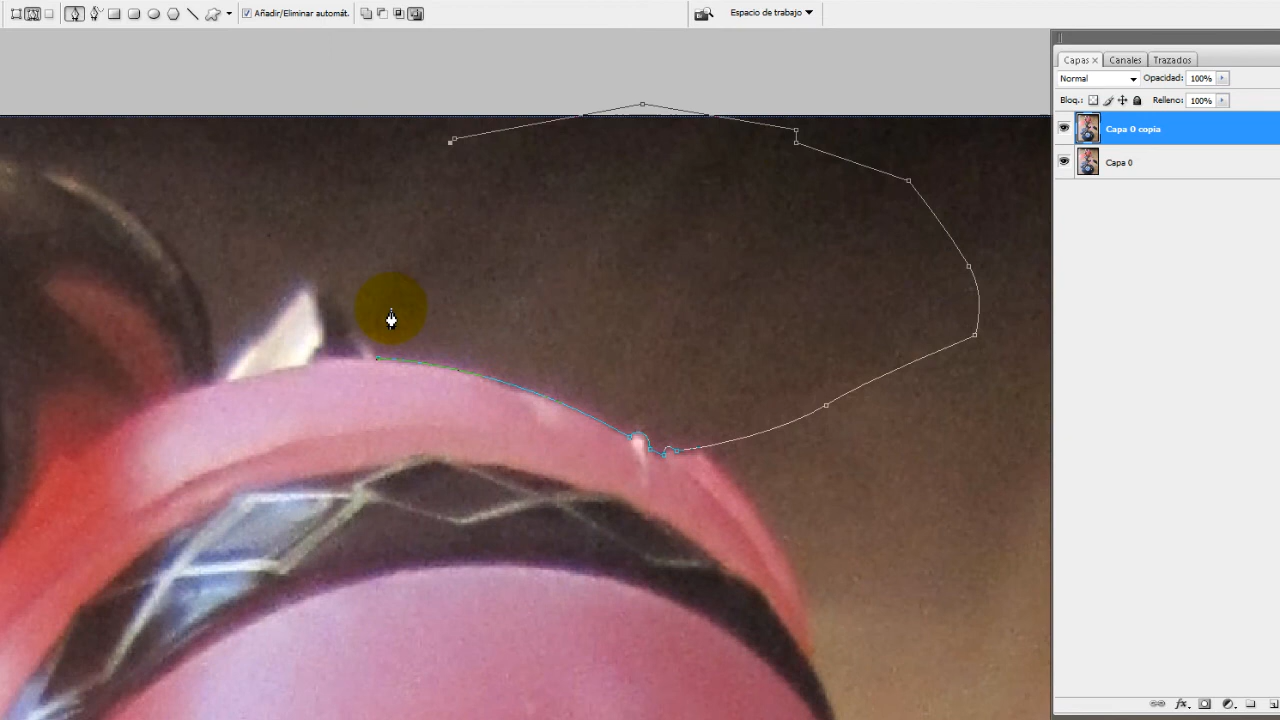 Añadir/Eliminar automát.
Espacio de trabajo
Capas
Canales
Trazados
Normal
Opacidad: 100%
Bloq.:
Relleno: 100%
Capa 0 copia
Capa 0